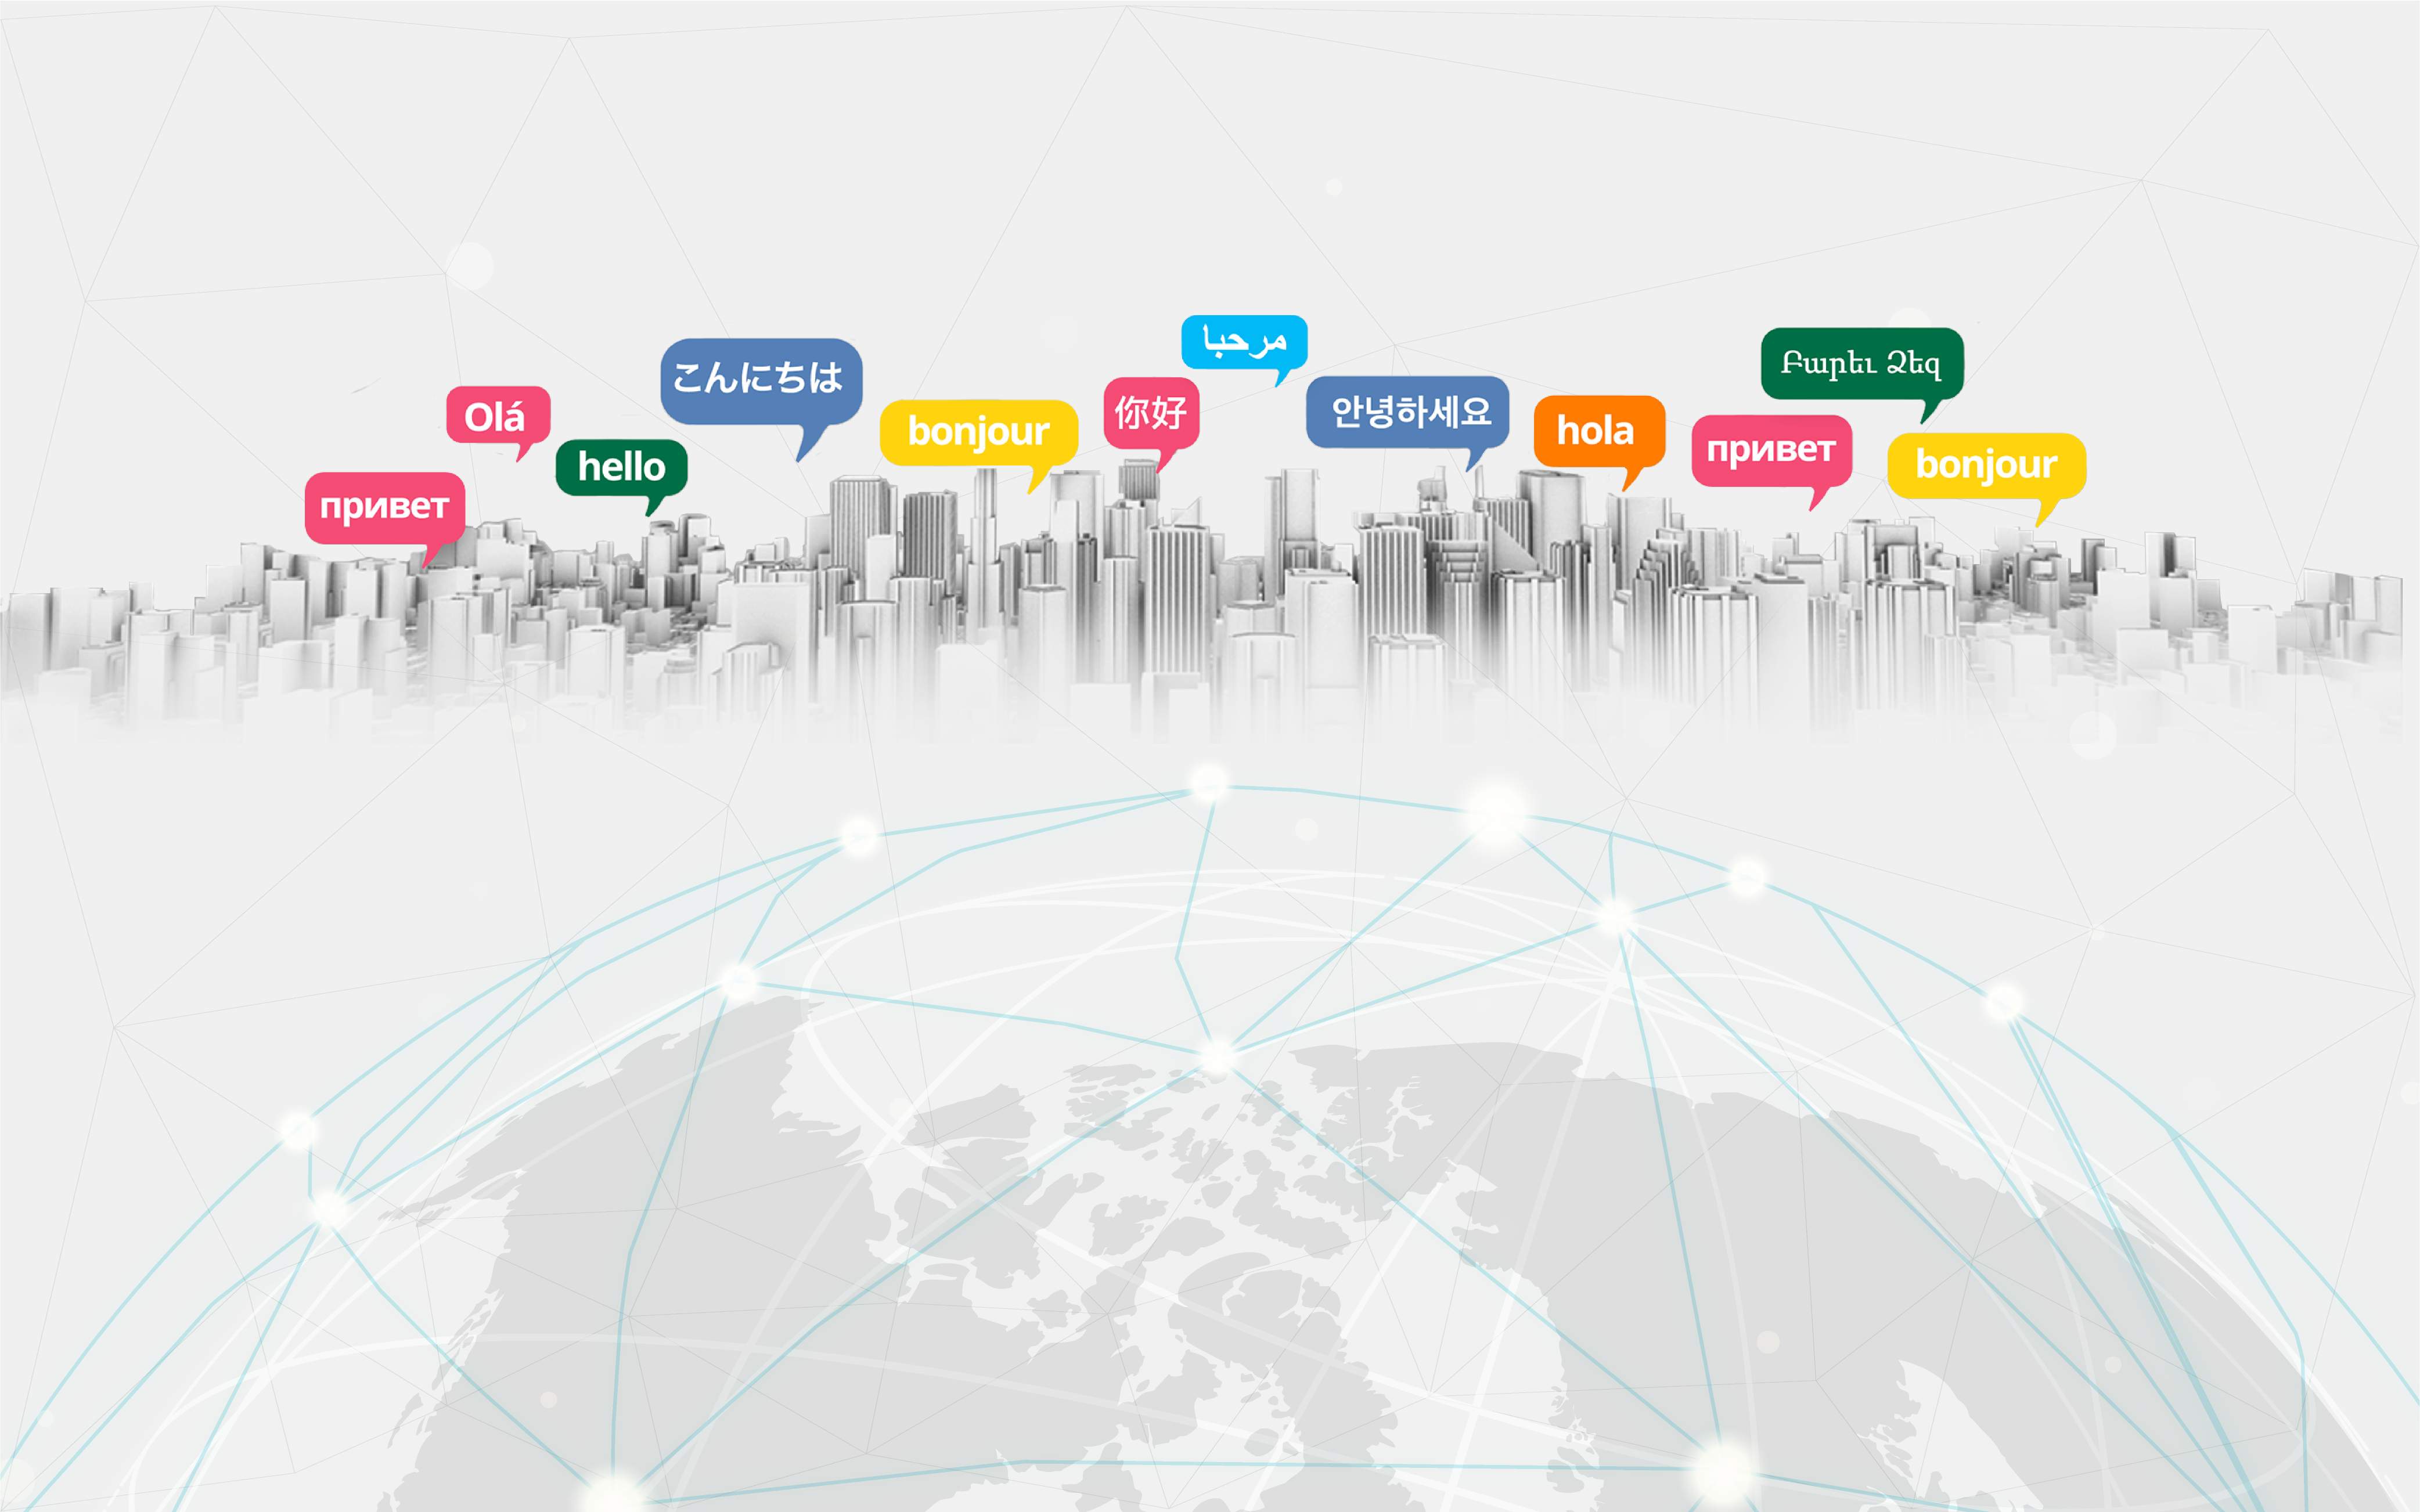 привет
Olá
hello
こんにちは
bonjour
你好
مرحبا
안녕하세요
hola
привет
Բարեւ Ձեզ
bonjour